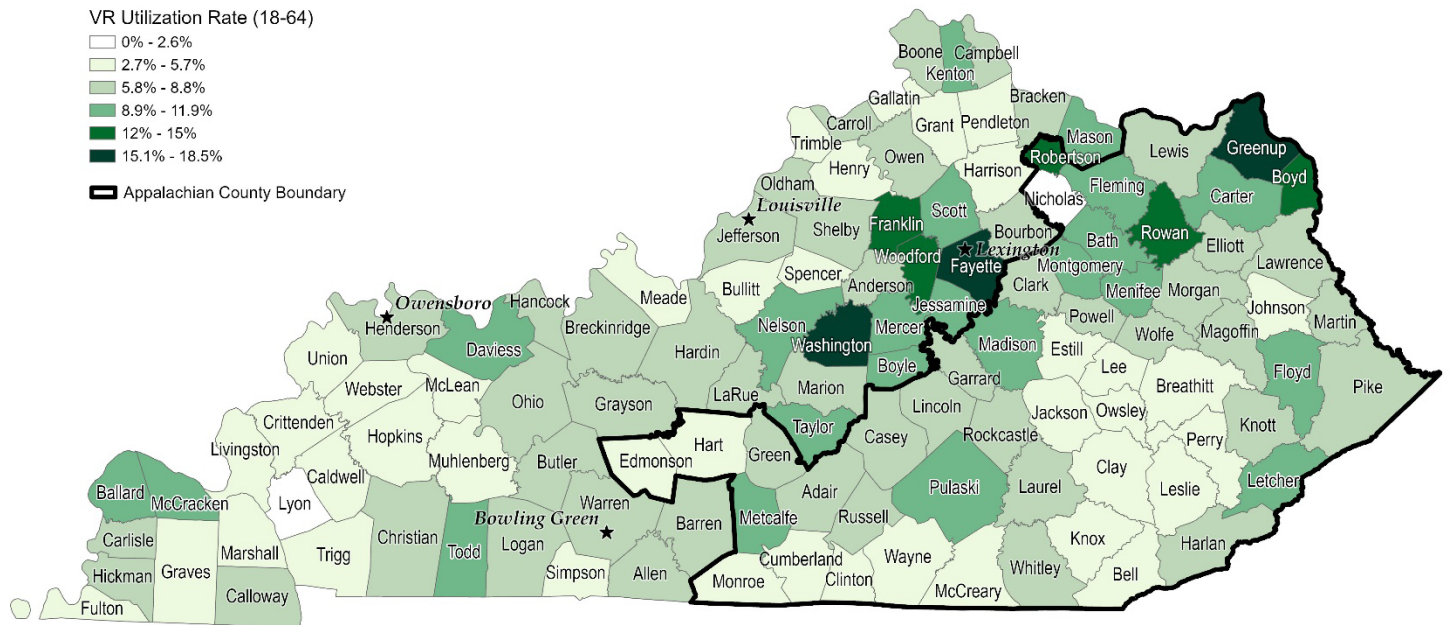 VR Utilization Rate (18-64)
0% - 2.6%
2.7% - 5.7%
5.8% - 8.8%
8.9% - 11.9%
12% - 15%
15.1% - 18.5%
Appalachian County Boundary
Boone
Campbell
Kenton
Gallatin
Grant
Pendleton
Bracken
Mason
Carroll
Trimble
Owen
Henry
Harrison
Robertson
Lewis
Greenup
Boyd
Carter
Fleming
Nicholas
Oldham
Louisville
Jefferson
Shelby
Franklin
Scott
Bourbon
Lexington
Fayette
Woodford
Bath
Rowan
Elliott
Lawrence
Montgomery
Menifee
Morgan
Clark
Spencer
Bullitt
Anderson
Jessamine
Powell
Wolfe
Magoffin
Johnson
Martin
Meade
Hancock
Breckinridge
Owensboro
Henderson
Daviess
Nelson
Washington
Mercer
Boyle
Madison
Estill
Lee
Breathitt
Floyd
Pike
Union
Webster
McLean
Hardin
Marion
Garrard
Lincoln
Jackson
Owsley
Perry
Knott
Ohio
Grayson
LaRue
Crittenden
Livingston
Hopkins
Muhlenberg
Hart
Edmonson
Green
Taylor
Casey
Rockcastle
Clay
Leslie
Letcher
Caldwell
Lyon
Butler
Warren
Bowling Green
Barren
Metcalfe
Adair
Russell
Pulaski
Laurel
Knox
Harlan
Bell
Ballard
McCracken
Carlisle
Hickman
Fulton
Graves
Marshall
Calloway
Trigg
Christian
Todd
Logan
Simpson
Allen
Monroe
Cumberland
Clinton
Wayne
McCreary
Whitley